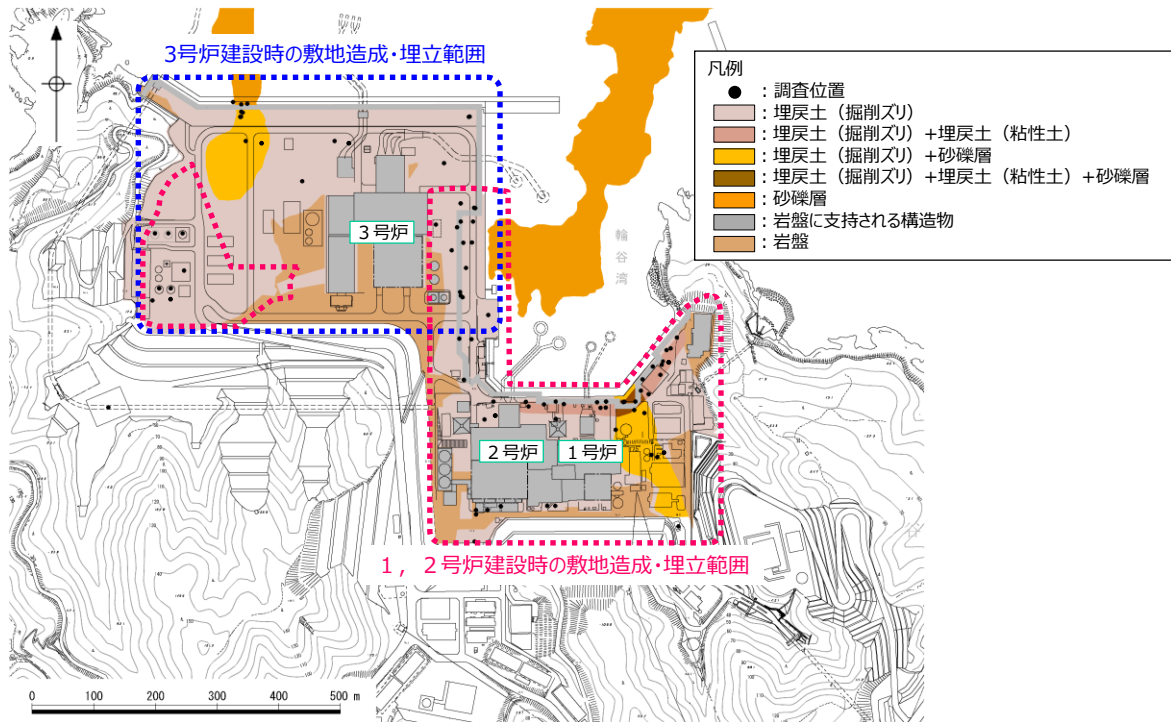 3号炉建設時の敷地造成・埋立範囲
凡例
：調査位置
：埋戻土（掘削ズリ）
：埋戻土（掘削ズリ）+埋戻土（粘性土）
：埋戻土（掘削ズリ）+砂礫層
：埋戻土（掘削ズリ）+埋戻土（粘性土）+砂礫層
：砂礫層
：岩盤に支持される構造物
：岩盤
3号炉
輪谷湾
2号炉
1号炉
谷
1，2号炉建設時の敷地造成・埋立範囲
0 100 200 300 400 500 m